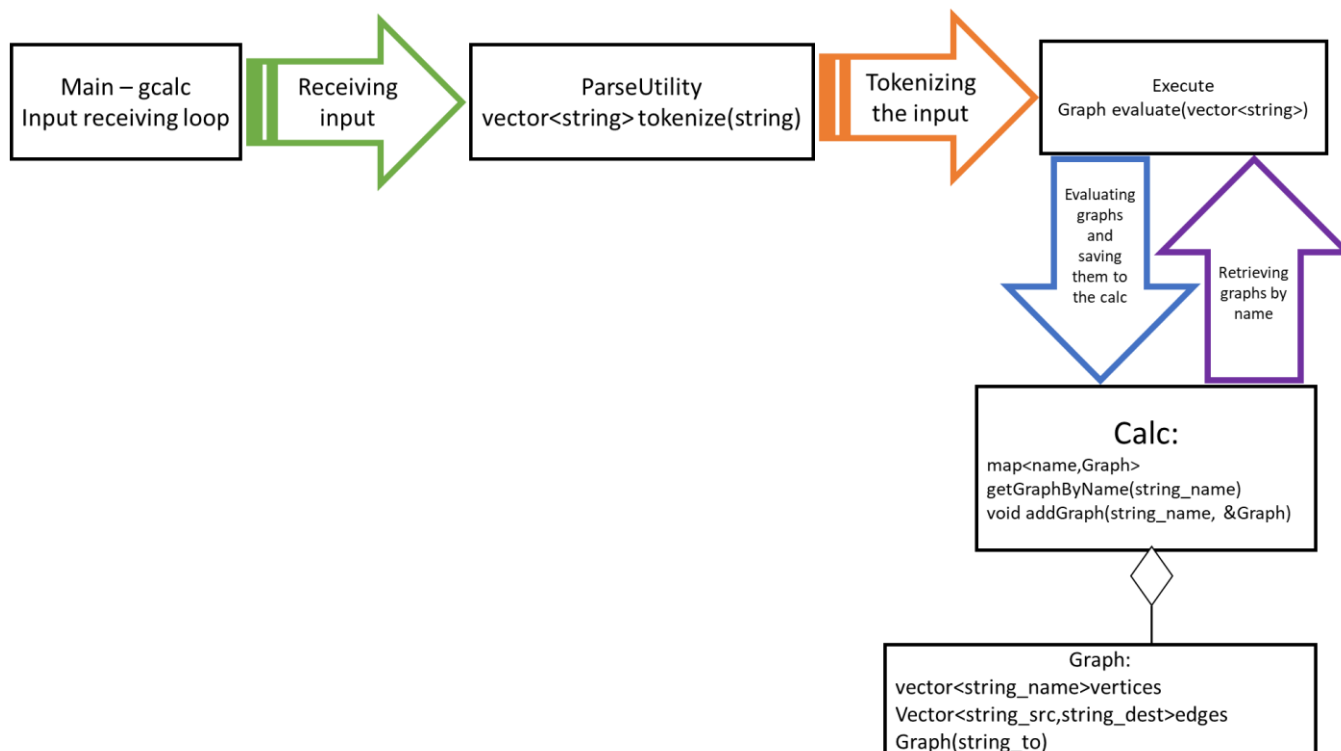 Main – gcalc
Input receiving loop
Receiving
input
ParseUtility
vector<string> tokenize(string)
Tokenizing
the input
Execute
Graph evaluate(vector<string>)
Evaluating
graphs
and
saving
them to
the calc
Retrieving
graphs by
name
Calc:
map<name,Graph>
getGraphByName(string_name)
void addGraph(string_name, &Graph)
Graph:
vector<string_name>vertices
Vector<string_src,string_dest>edges
Graph(string_to)